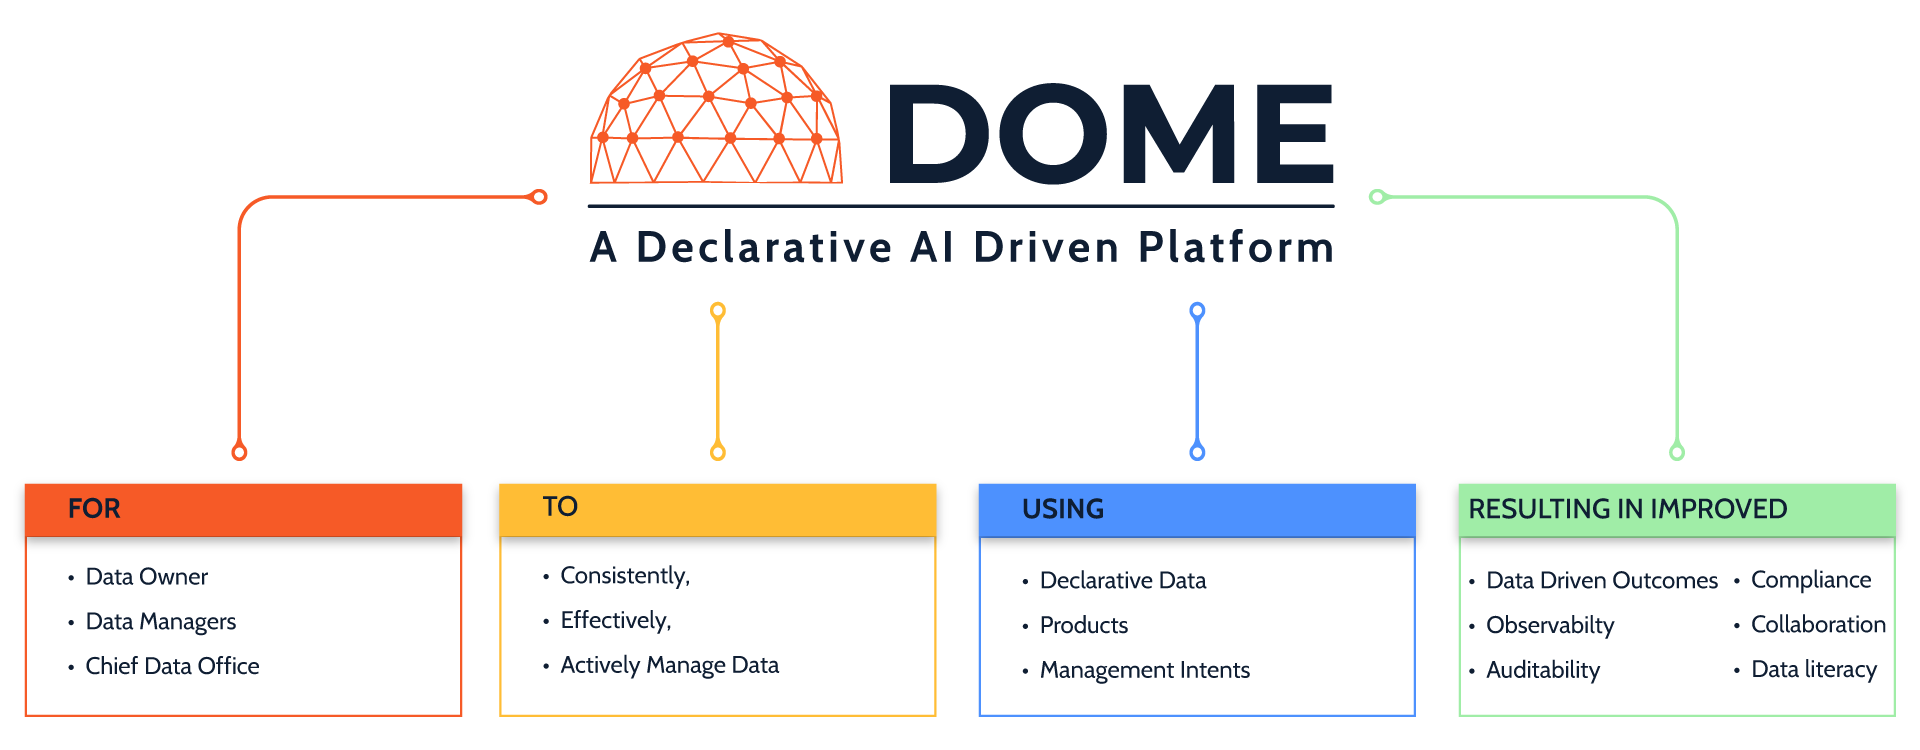 DOME
A Declarative AI Driven Platform
FOR
• Data Owner
• Data Managers
• Chief Data Office
TO
• Consistently,
• Effectively,
• Actively Manage Data
USING
• Declarative Data
• Products
• Management Intents
RESULTING IN IMPROVED
• Data Driven Outcomes
• Observabilty
• Auditability
• Compliance
• Collaboration
• Data literacy